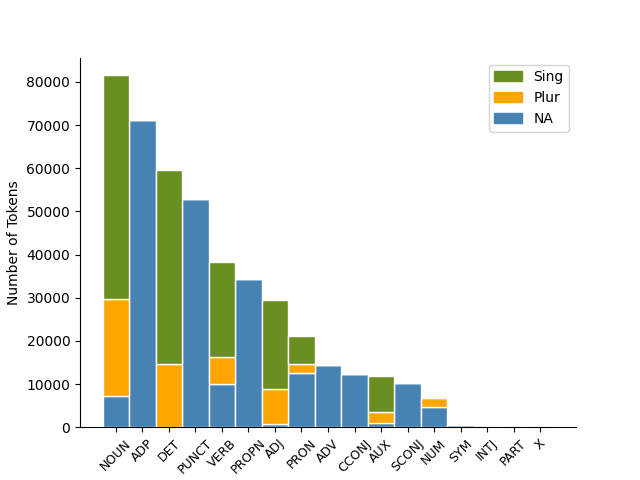 Sing
Plur
NA
80000
70000
60000
50000
40000
30000
20000
10000
0
Number of Tokens
NOUN
ADP
DET
PUNCT
VERB
PROPN
ADJ
PRON
ADV
CCONJ
AUX
SCONJ
NUM
SYM
INTJ
PART
X